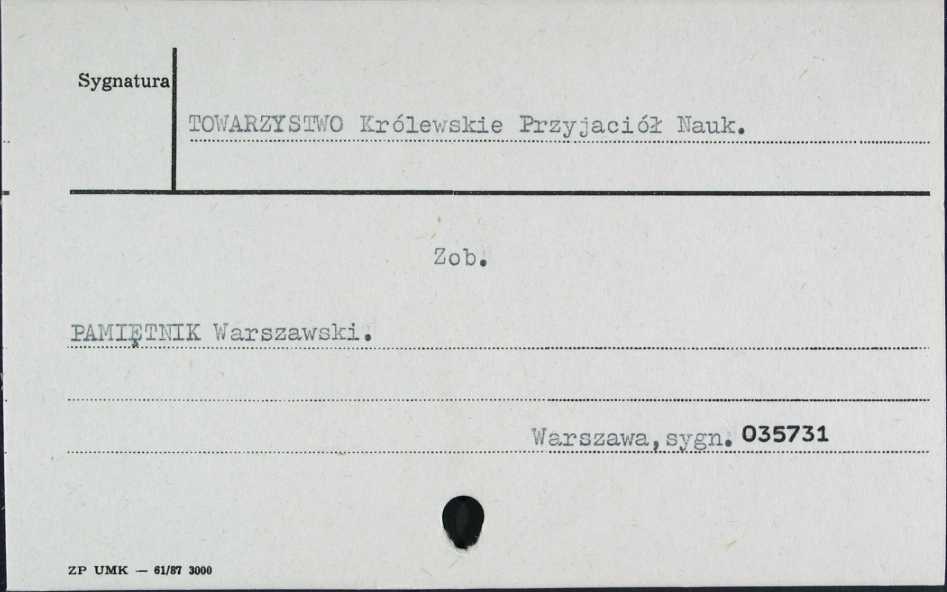 Sygnatura
TOWARZYSTWO Królewskie Przyjaciół Nauk.
Zob.
PAMIĘTNIK Warszawski.
Warszawa,sygn. 035731
ZP UMK — 61/87 3000